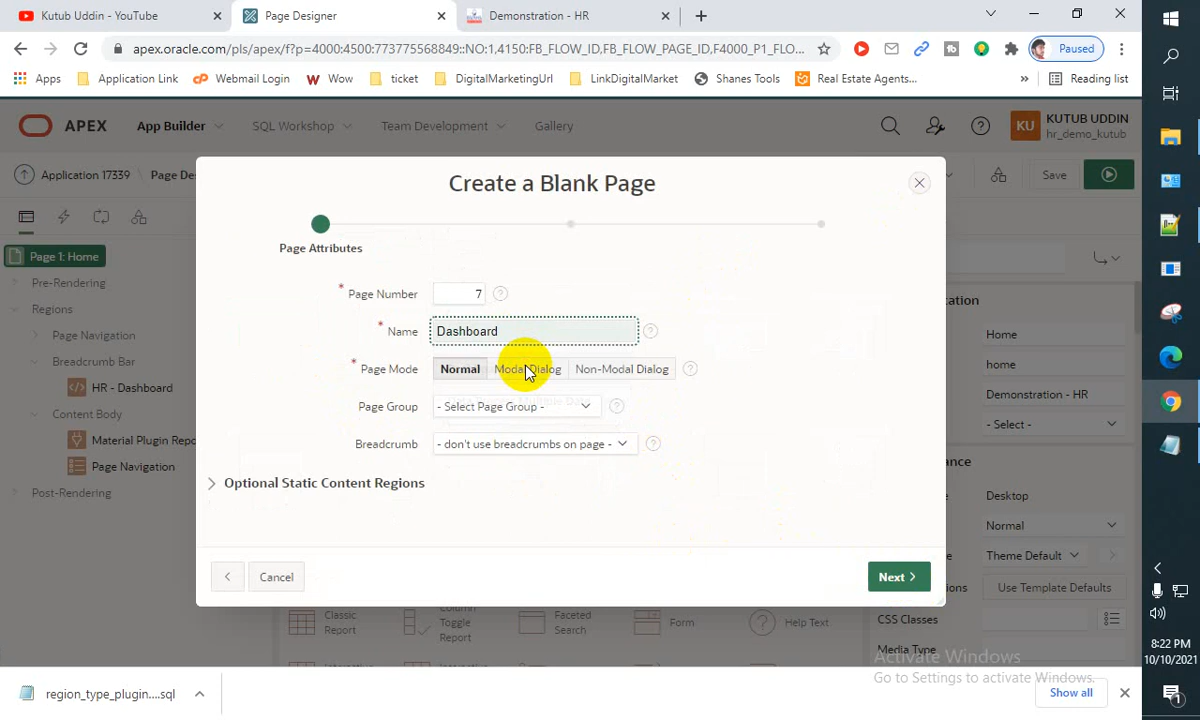 Kutub Uddin - YouTube
Page Designer
Demonstration - HR
apex.oracle.com/pls/apex/f?p=4000:4500:773775568849::NO:1,4150:FB_FLOW_ID,FB_FLOW_PAGE_ID,F4000_P1_FLO...
Paused
Apps
Application Link
Webmail Login
Wow
ticket
DigitalMarketingUrl
LinkDigitalMarket
Shanes Tools
Real Estate Agents...
Reading list
APEX
App Builder
SQL Workshop
Team Development
Gallery
KU
KUTUB UDDIN
hr_demo_kutub
Application 17339
Save
Create a Blank Page
Page Attributes
Page 1: Home
Pre-Rendering
Regions
Page Navigation
Breadcrumb Bar
HR - Dashboard
Content Body
Material Plugin Repo
Page Navigation
Post-Rendering
* Page Number 7
* Name Dashboard
* Page Mode Normal Modal Dialog Non-Modal Dialog
Page Group - Select Page Group -
Breadcrumb - don't use breadcrumbs on page -
Optional Static Content Regions
Cancel
Next
Home
home
Demonstration - HR
- Select -
Desktop
Normal
Theme Default
Use Template Defaults
CSS Classes
Media Type
Classic
Report
Column
Toggle
Report
Faceted
Search
Form
Help Text
Activate Windows
Go to Settings to activate Windows.
region_type_plugin....sql
Show all
8:22 PM
10/10/2021
1